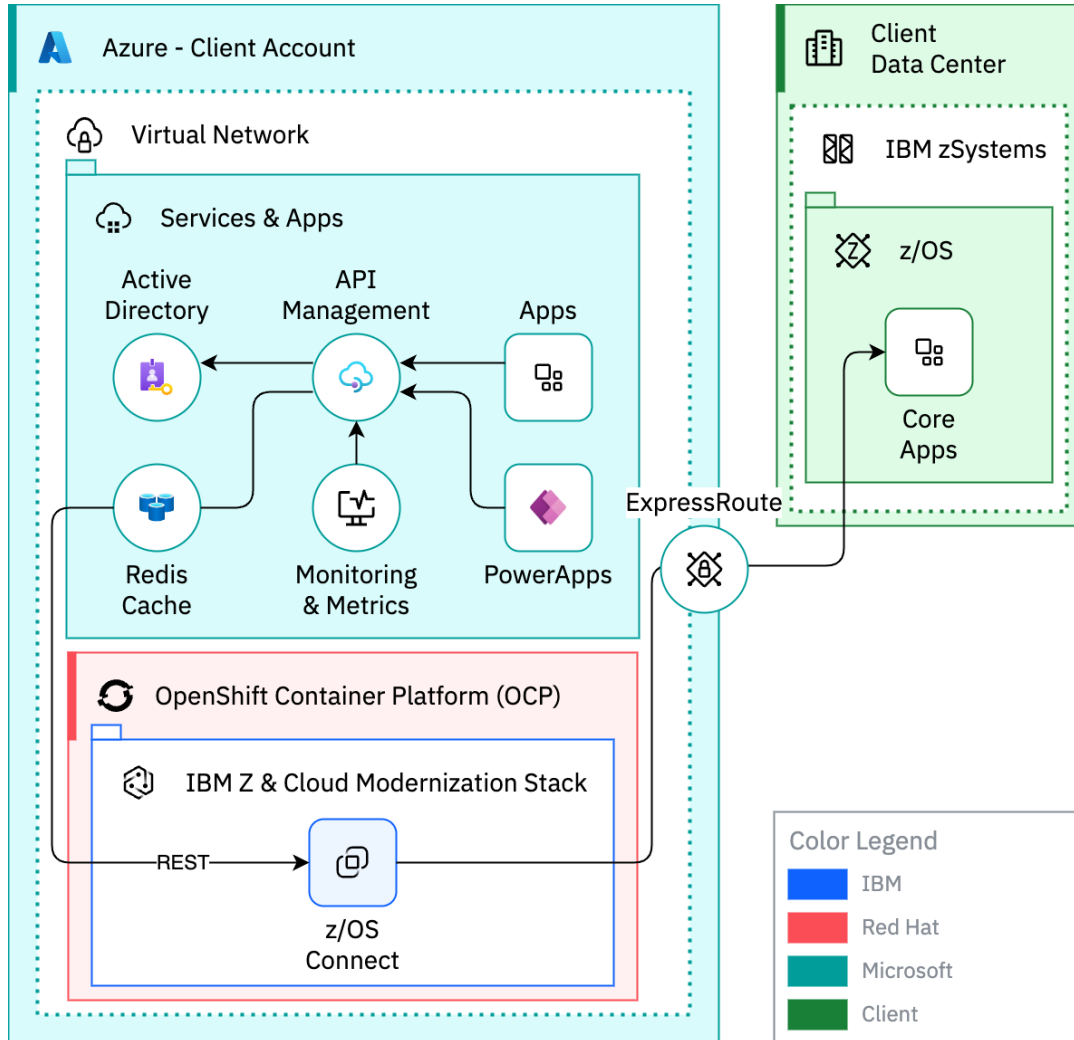 Azure - Client Account
Virtual Network
Services & Apps
Active
Directory
API
Management
Apps
Redis
Cache
Monitoring
& Metrics
PowerApps
OpenShift Container Platform (OCP)
IBM Z & Cloud Modernization Stack
REST
z/OS
Connect
ExpressRoute
Client
Data Center
IBM zSystems
Z
z/OS
Core
Apps
Color Legend
IBM
Red Hat
Microsoft
Client